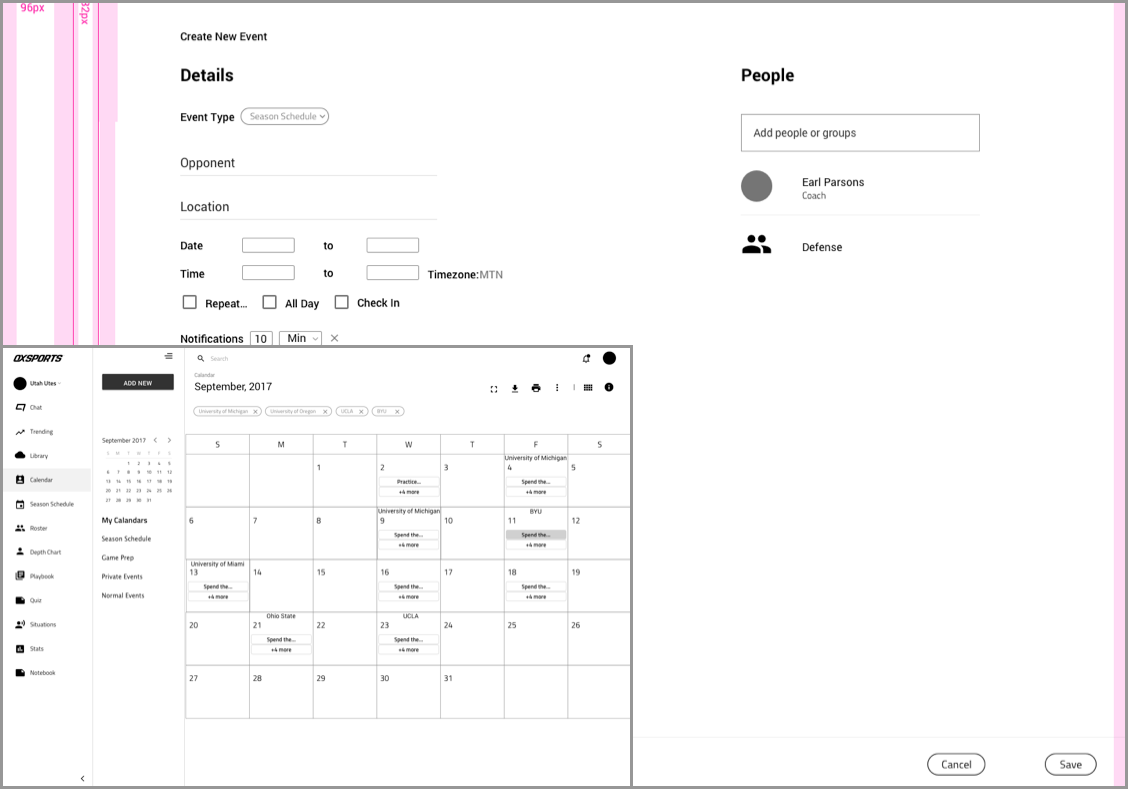 96px
32px
Create New Event
Details
Event Type Season Schedule
Opponent
Location
Date to
Time to Timezone:MTN
Repeat... All Day Check In
Notifications 10 Min
People
Add people or groups
Earl Parsons
Coach
Defense
OXSPORTS
Utah Utes
Chat
Trending
Library
Calendar
Season Schedule
Roster
Depth Chart
Playbook
Quiz
Situations
Stats
Notebook
ADD NEW
September 2017
S M T W T F S
1 2 3 4 5
6 7 8 9 10 11 12
13 14 15 16 17 18 19
20 21 22 23 24 25 26
27 28 29 30 31
My Calandars
Season Schedule
Game Prep
Private Events
Normal Events
Search
Calendar
September, 2017
University of Michigan University of Oregan UCLA BYU
S M T W T F S
University of Michigan
1 2 3 4 5
Practice... Spend the...
+4 more +4 more
University of Michigan BYU
6 7 8 9 10 11 12
Spend the... Spend the...
+4 more +4 more
University of Miami
13 14 15 16 17 18 19
Spend the... Spend the... Spend the...
+4 more +4 more +4 more
Ohio State UCLA
20 21 22 23 24 25 26
Spend the... Spend the...
+4 more +4 more
27 28 29 30 31
Cancel Save